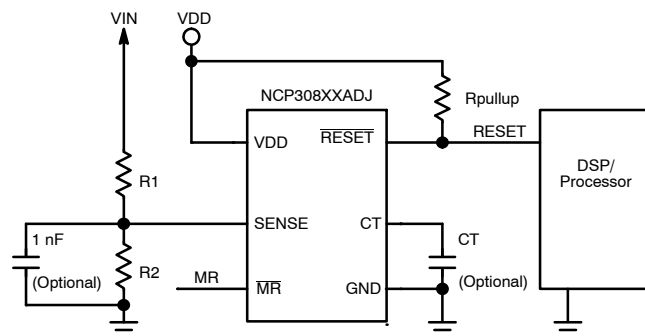 VIN
VDD
NCP308XXADJ
Rpullup
VDD
RESET
RESET
DSP/
Processor
R1
SENSE
CT
CT
1 nF
(Optional)
R2
MR
MR
GND
(Optional)